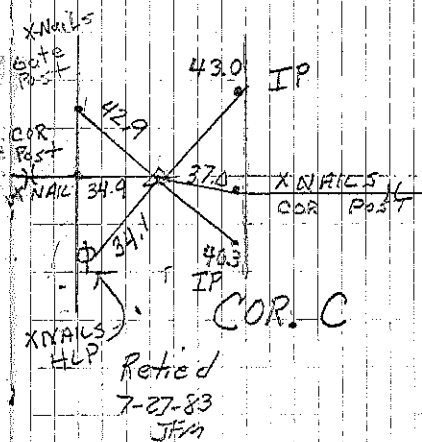 X-Nails
Gate
Post
43.0 IP
42.9
COR
Post
X NAIL 34.9 37.0 X NAILS
COR POST
34.1
46.3
IP
COR. C
X NAILS
HLP
Retied
7-27-83
JFM